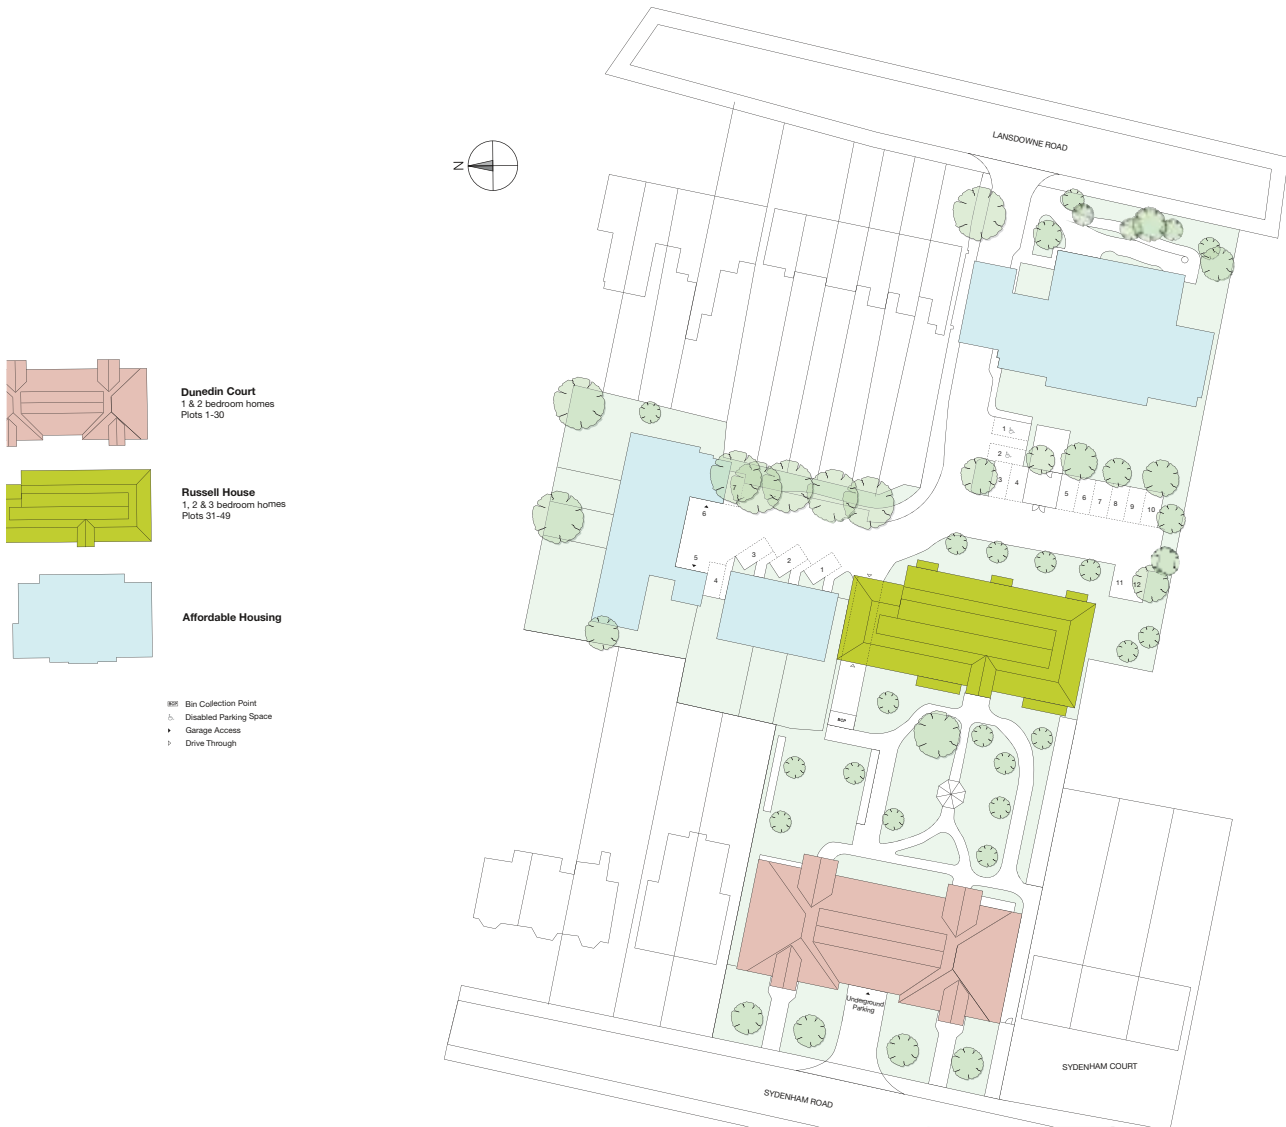 LANSDOWNE ROAD
N
Dunedin Court
1 & 2 bedroom homes
Plots 1-30
Russell House
1, 2 & 3 bedroom homes
Plots 31-49
Affordable Housing
BCP Bin Collection Point
Disabled Parking Space
Garage Access
Drive Through
1
2
3
4
5
6
7
8
9
10
11
12
7
6
5
4
3
2
1
BCP
Underground
Parking
SYDENHAM COURT
SYDENHAM ROAD